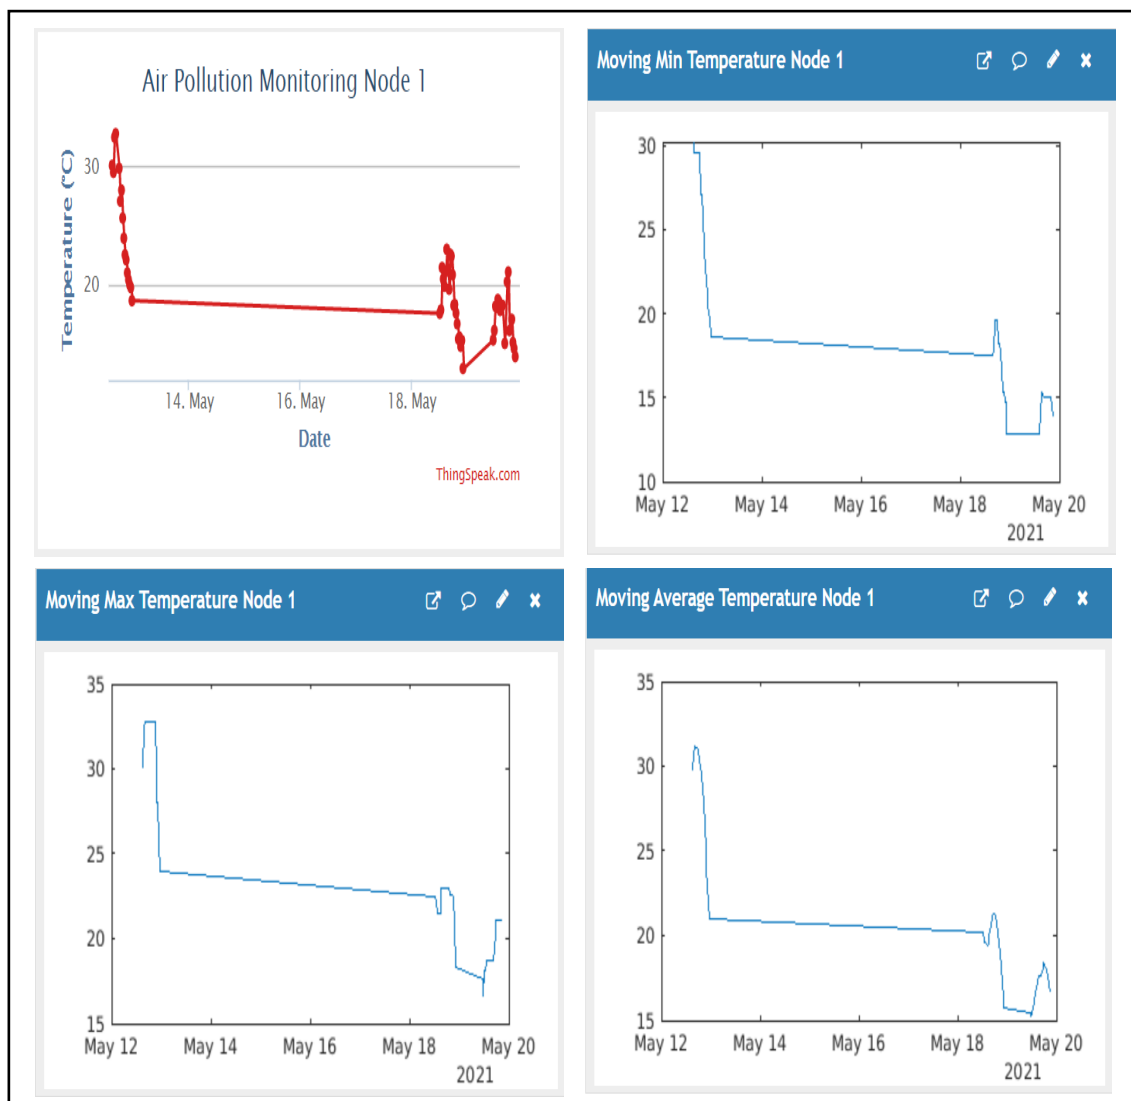 Air Pollution Monitoring Node 1
Temperature (°C)
30
20
14. May 16. May 18. May
Date
ThingSpeak.com
Moving Min Temperature Node 1
30
25
20
15
10
May 12 May 14 May 16 May 18 May 20
2021
Moving Max Temperature Node 1
35
30
25
20
15
May 12 May 14 May 16 May 18 May 20
2021
Moving Average Temperature Node 1
35
30
25
20
15
May 12 May 14 May 16 May 18 May 20
2021